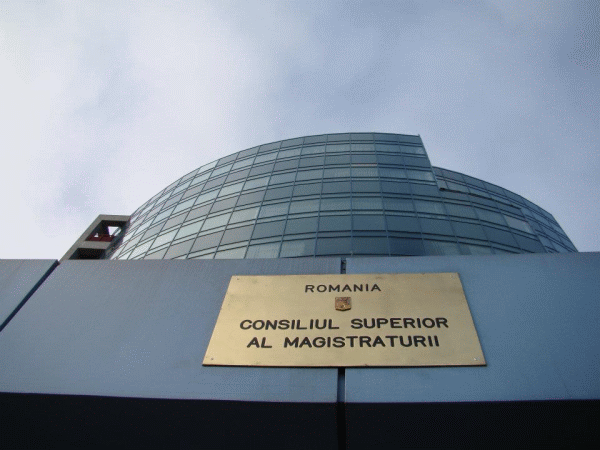 ROMANIA
CONSILIUL SUPERIOR
AL MAGISTRATURII